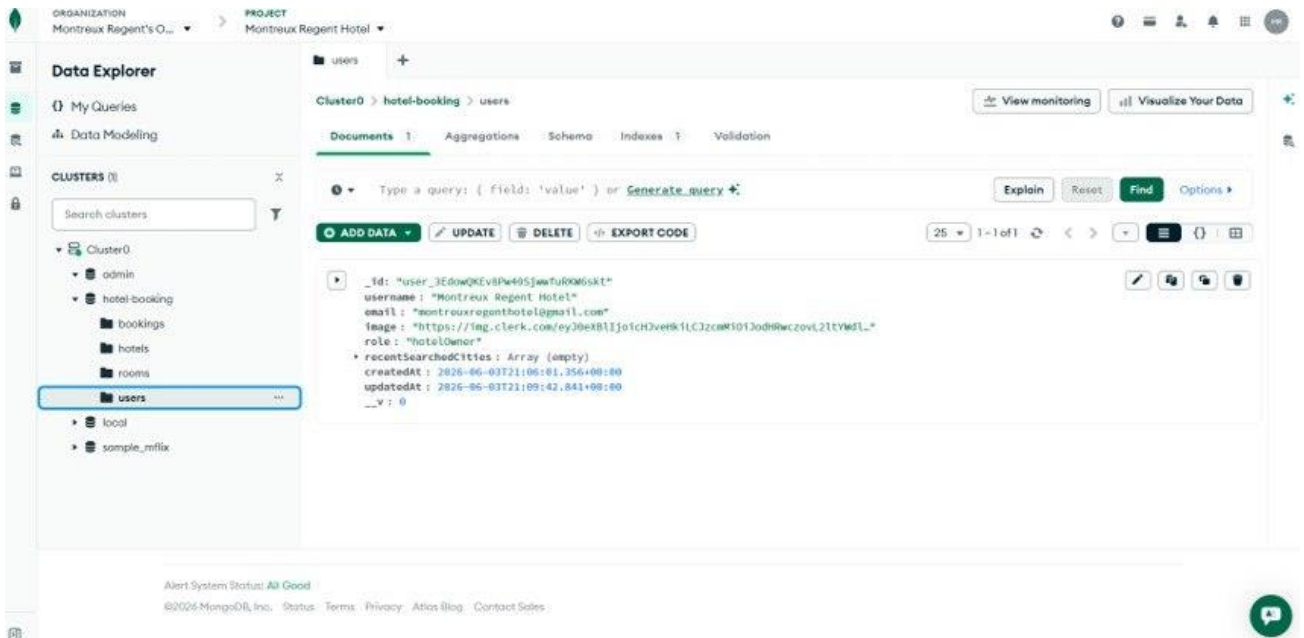 ORGANIZATION
Montreux Regent's O...
PROJECT
Montreux Regent Hotel
Data Explorer
{} My Queries
Data Modeling
CLUSTERS (1)
Search clusters
Cluster0
admin
hotel-booking
bookings
hotels
rooms
users
local
sample_mflix
users
Cluster0 > hotel-booking > users
View monitoring
Visualize Your Data
Documents 1
Aggregations
Schema
Indexes 1
Validation
Type a query: { field: 'value' } or Generate query
Explain
Reset
Find
Options
ADD DATA
UPDATE
DELETE
EXPORT CODE
25
1-1 of 1
username : "Montreux Regent Hotel"
email : "montreuxregenthotel@gmail.com"
role : "hotelOwner"
recentSearchedCities : Array (empty)
createdAt : 2026-06-03T21:06:01.356+00:00
updatedAt : 2026-06-03T21:09:42.841+00:00
__v : 0
Alert System Status: All Good
©2026 MongoDB, Inc. Status Terms Privacy Atlas Blog Contact Sales